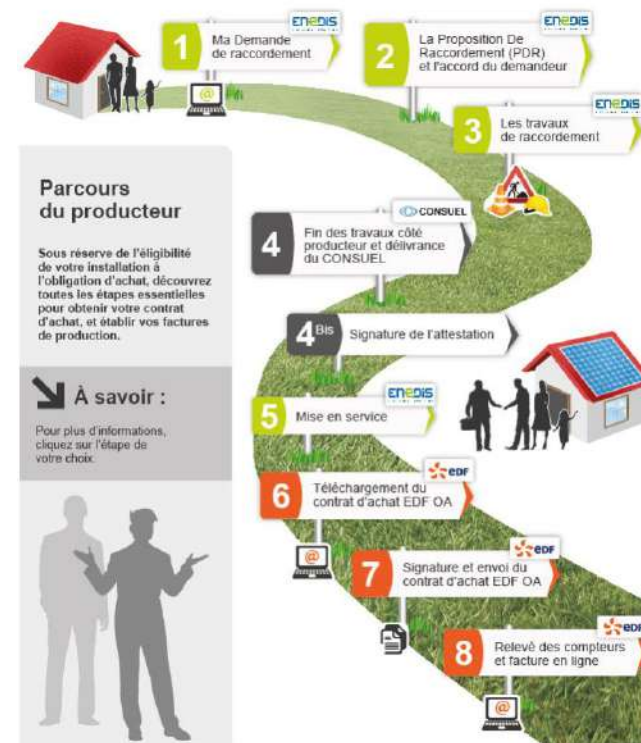 1
Ma Demande
de raccordement
ENEDIS
2
La Proposition De
Raccordement (PDR)
et l'accord du demandeur
ENEDIS
3
Les travaux
de raccordement
ENEDIS
Parcours
du producteur
Sous réserve de l'éligibilité
de votre installation à
l'obligation d'achat, découvrez
toutes les étapes essentielles
pour obtenir votre contrat
d'achat, et établir vos factures
de production.
À savoir :
Pour plus d'informations,
cliquez sur l'étape de
votre choix.
4
Fin des travaux côté
producteur et délivrance
du CONSUEL
CONSUEL
4 Bis
Signature de l'attestation
5
Mise en service
ENEDIS
6
Téléchargement du
contrat d'achat EDF OA
eDF
@
7
Signature et envoi du
contrat d'achat EDF OA
eDF
8
Relevé des compteurs
et facture en ligne
eDF
@
@